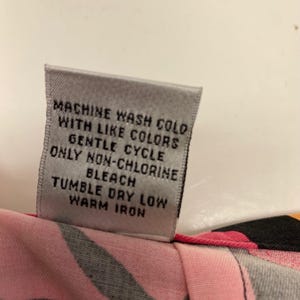 MACHINE WASH COLD
WITH LIKE COLORS
GENTLE CYCLE
ONLY NON-CHLORINE
BLEACH
TUMBLE DRY LOW
WARM IRON